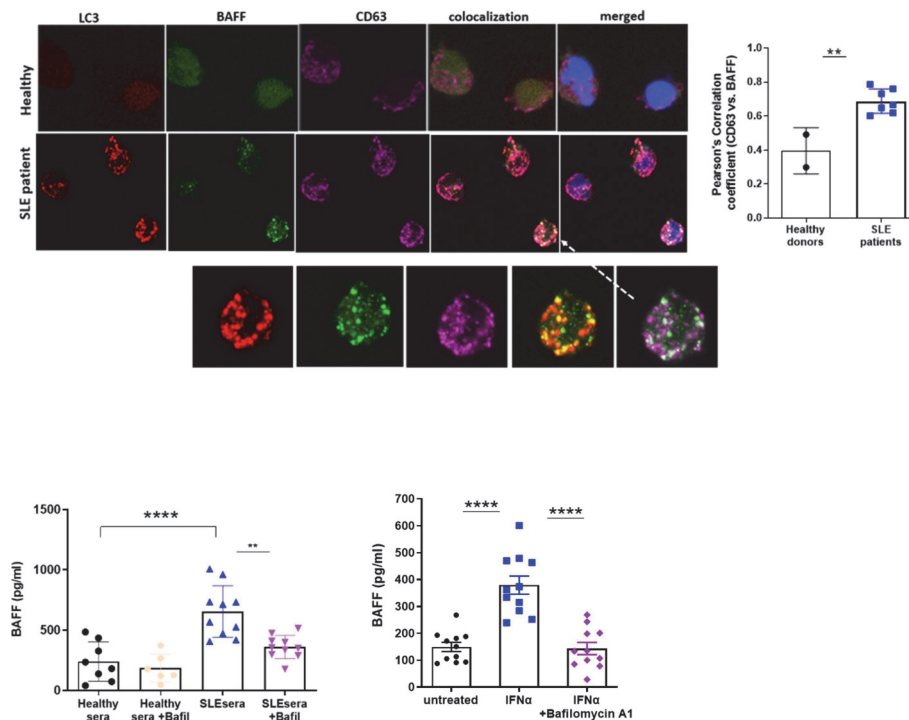 LC3 BAFF CD63 colocalization merged
Healthy
SLE patient
Pearson's Correlation
coefficient (CD63 vs. BAFF)
1.0
0.8
0.6
0.4
0.2
0.0
**
Healthy
donors
SLE
patients
BAFF (pg/ml)
1500
1000
500
0
****
**
Healthy
sera
Healthy
sera +Bafil
SLEsera
SLEsera
+Bafil
BAFF (pg/ml)
700
600
500
400
300
200
100
0
****
****
untreated
IFNα
IFNα
+Bafilomycin A1